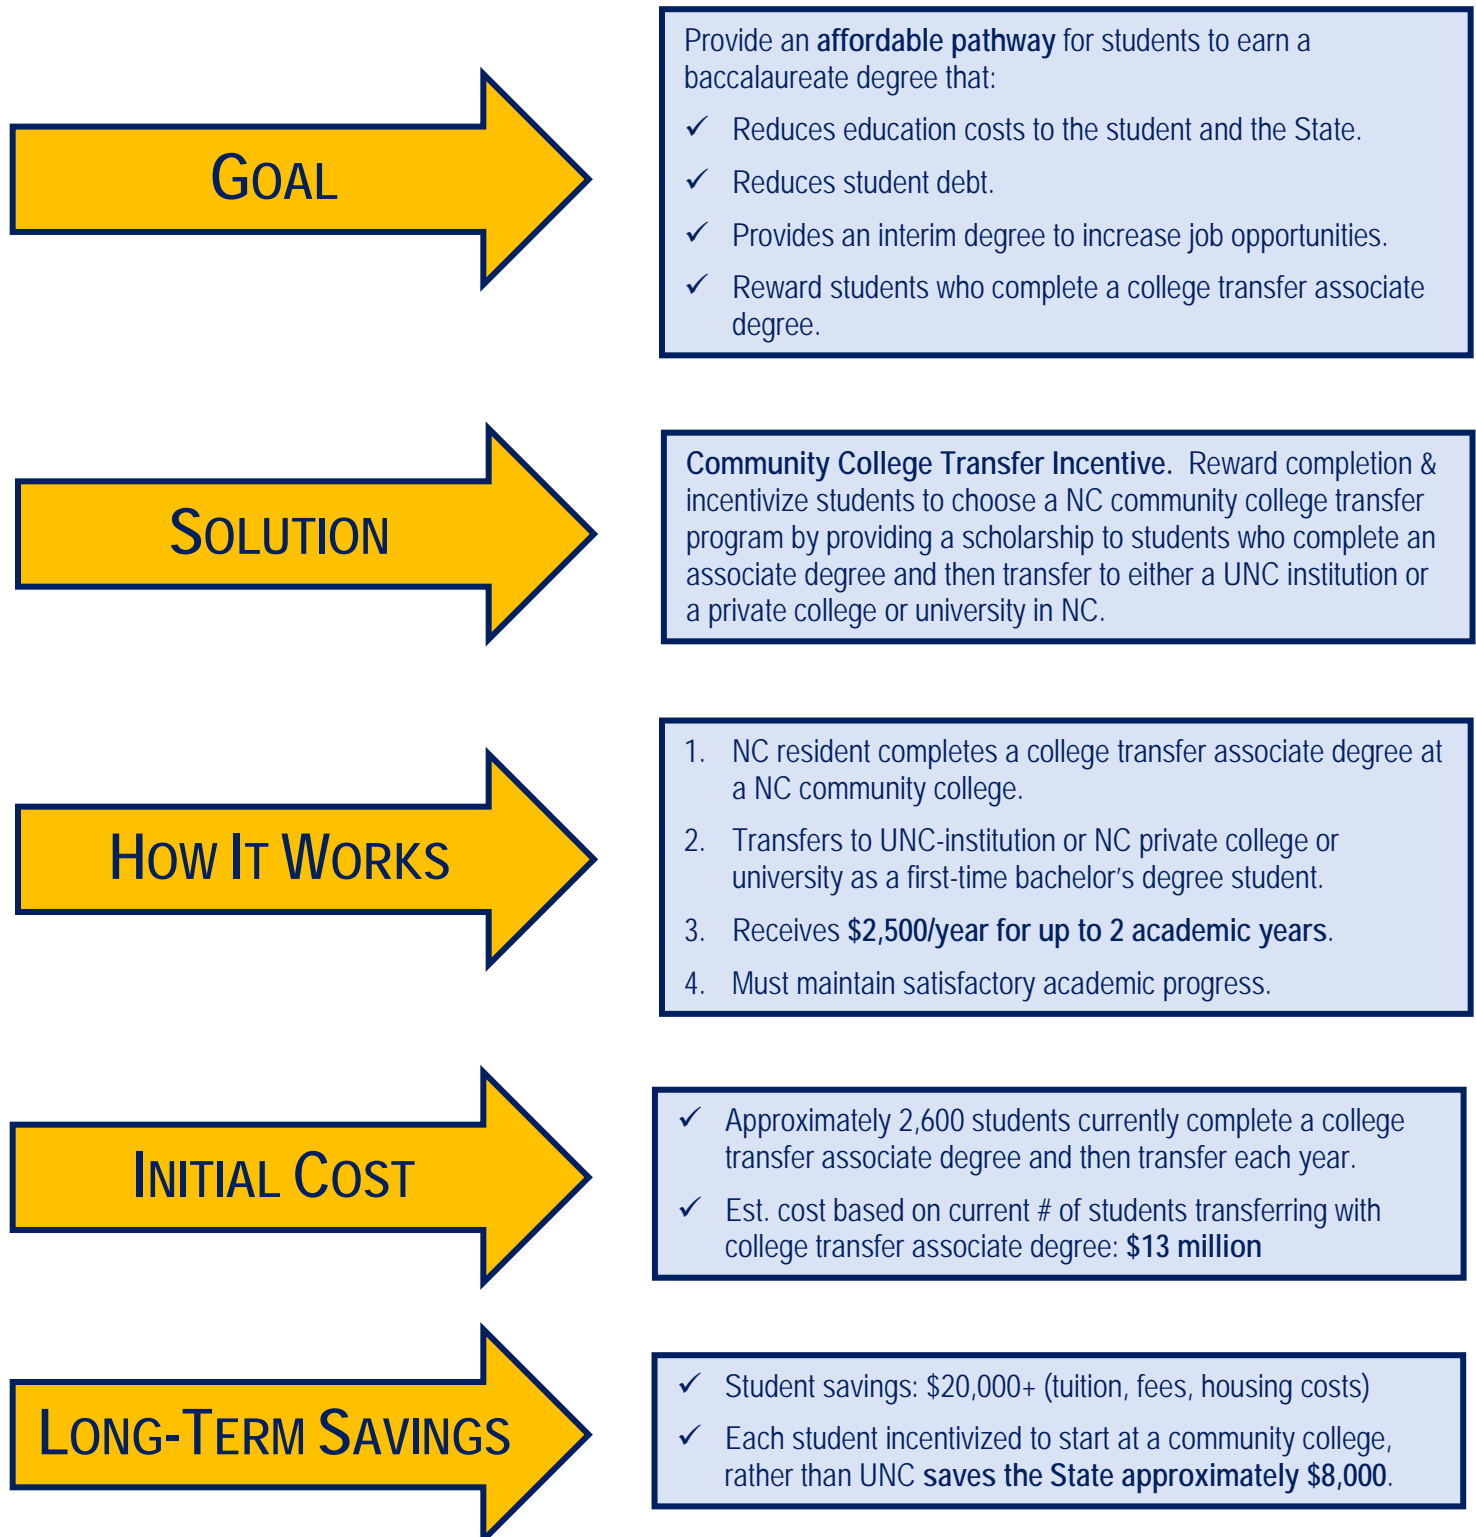 GOAL
Provide an affordable pathway for students to earn a
baccalaureate degree that:
✓ Reduces education costs to the student and the State.
✓ Reduces student debt.
✓ Provides an interim degree to increase job opportunities.
✓ Reward students who complete a college transfer associate
degree.
SOLUTION
Community College Transfer Incentive. Reward completion &
incentivize students to choose a NC community college transfer
program by providing a scholarship to students who complete an
associate degree and then transfer to either a UNC institution or
a private college or university in NC.
HOW IT WORKS
1. NC resident completes a college transfer associate degree at
a NC community college.
2. Transfers to UNC-institution or NC private college or
university as a first-time bachelor's degree student.
3. Receives $2,500/year for up to 2 academic years.
4. Must maintain satisfactory academic progress.
INITIAL COST
✓ Approximately 2,600 students currently complete a college
transfer associate degree and then transfer each year.
✓ Est. cost based on current # of students transferring with
college transfer associate degree: $13 million
LONG-TERM SAVINGS
✓ Student savings: $20,000+ (tuition, fees, housing costs)
✓ Each student incentivized to start at a community college,
rather than UNC saves the State approximately $8,000.